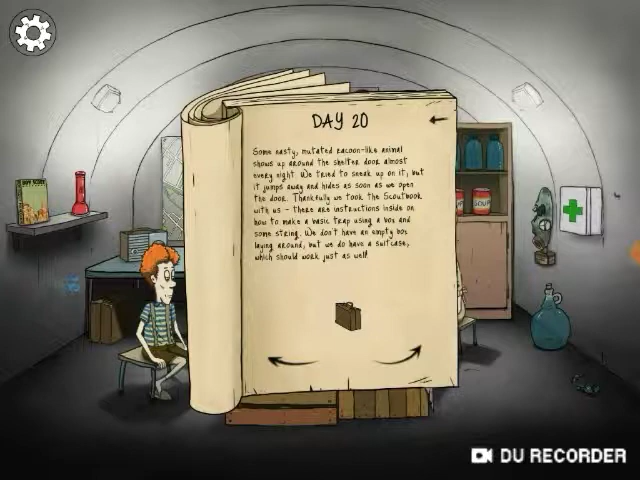 DAY 20
Some nasty, mutated racoon-like animal
shows up around the shelter door almost
every night. We tried to sneak up on it, but
it jumps away and hides as soon as we open
the door. Thankfully we took the Scoutbook
with us - there are instructions inside on
how to make a basic trap using a box and
some string. We don't have an empty box
laying around, but we do have a suitcase,
which should work just as well!
SOUP
DU RECORDER